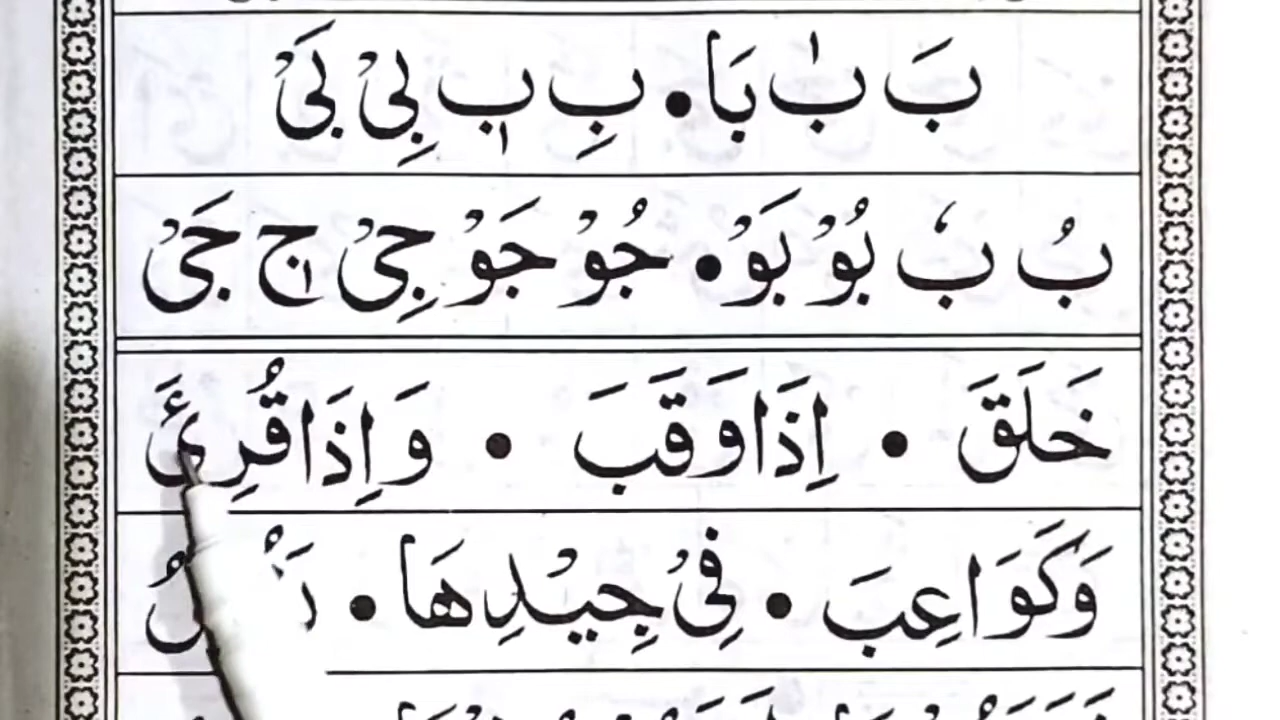 بَ بٰ بَا • بِ بٖ بِیْ بَیْ
بُ بٗ بُوْ بَوْ • جُوْ جَوْ جِیْ جٖ جَیْ
خَلَقَ • اِذَا وَقَبَ • وَاِذَا قُرِئَ
وَكَوَاعِبَ • فِیْ جِيْدِهَا •